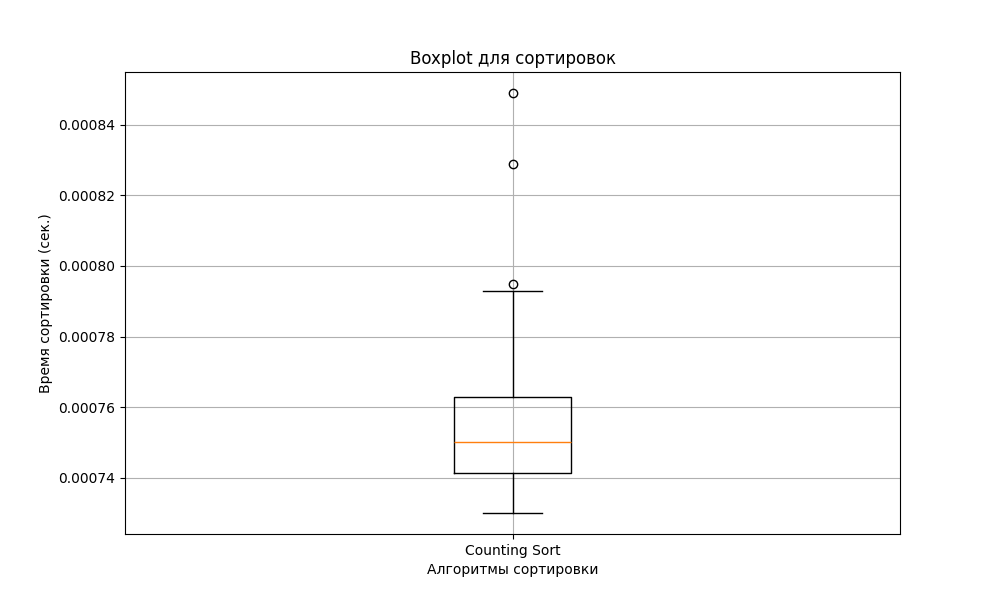 Boxplot для сортировок
0.00084
0.00082
0.00080
0.00078
0.00076
0.00074
Время сортировки (сек.)
Counting Sort
Алгоритмы сортировки